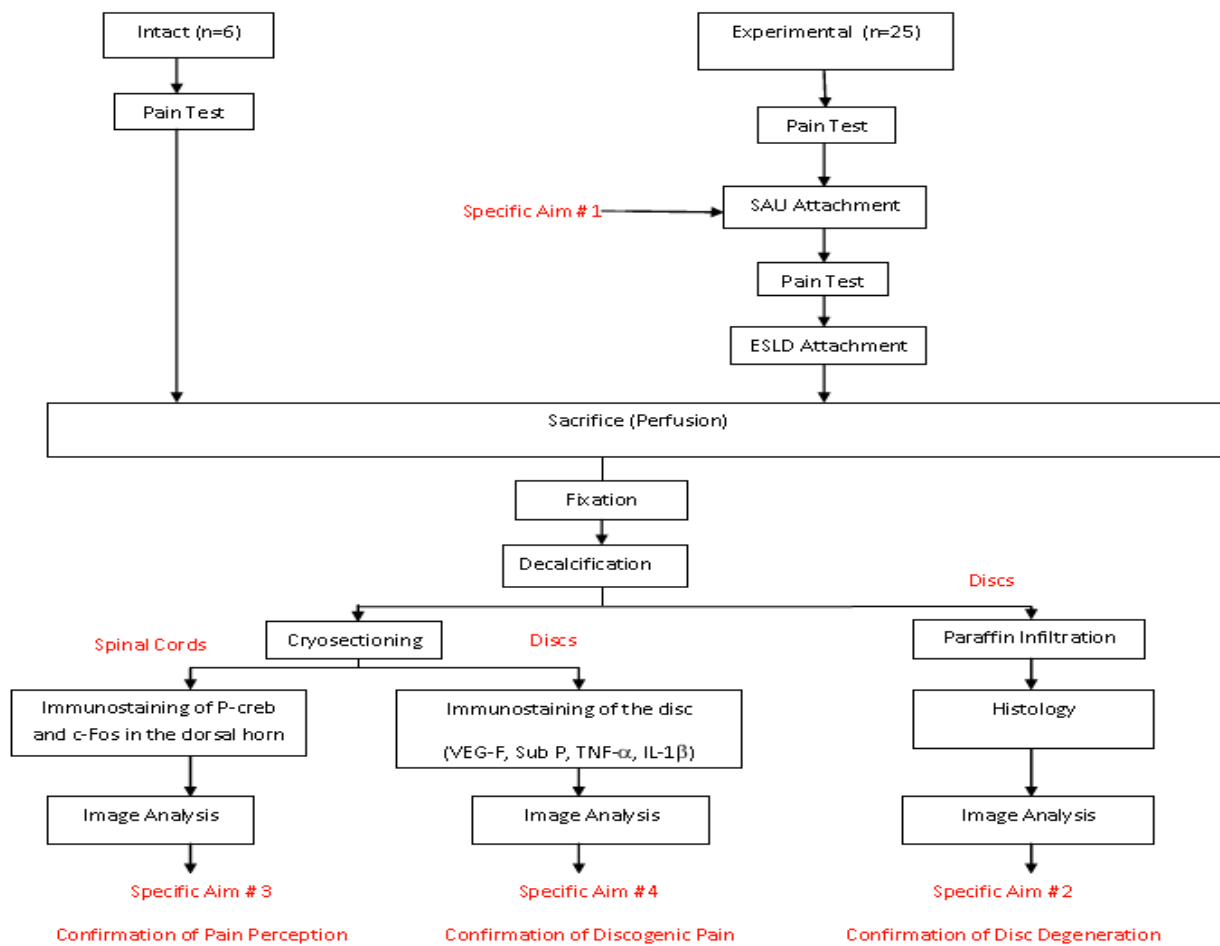 Intact (n=6)
Experimental (n=25)
Pain Test
Pain Test
Specific Aim # 1
SAU Attachment
Pain Test
ESLD Attachment
Sacrifice (Perfusion)
Fixation
Decalcification
Discs
Spinal Cords
Cryosectioning
Discs
Paraffin Infiltration
Immunostaining of P-creb
and c-Fos in the dorsal horn
Immunostaining of the disc
(VEG-F, Sub P, TNF-α, IL-1β)
Histology
Image Analysis
Image Analysis
Image Analysis
Specific Aim # 3
Specific Aim #4
Specific Aim #2
Confirmation of Pain Perception
Confirmation of Discogenic Pain
Confirmation of Disc Degeneration